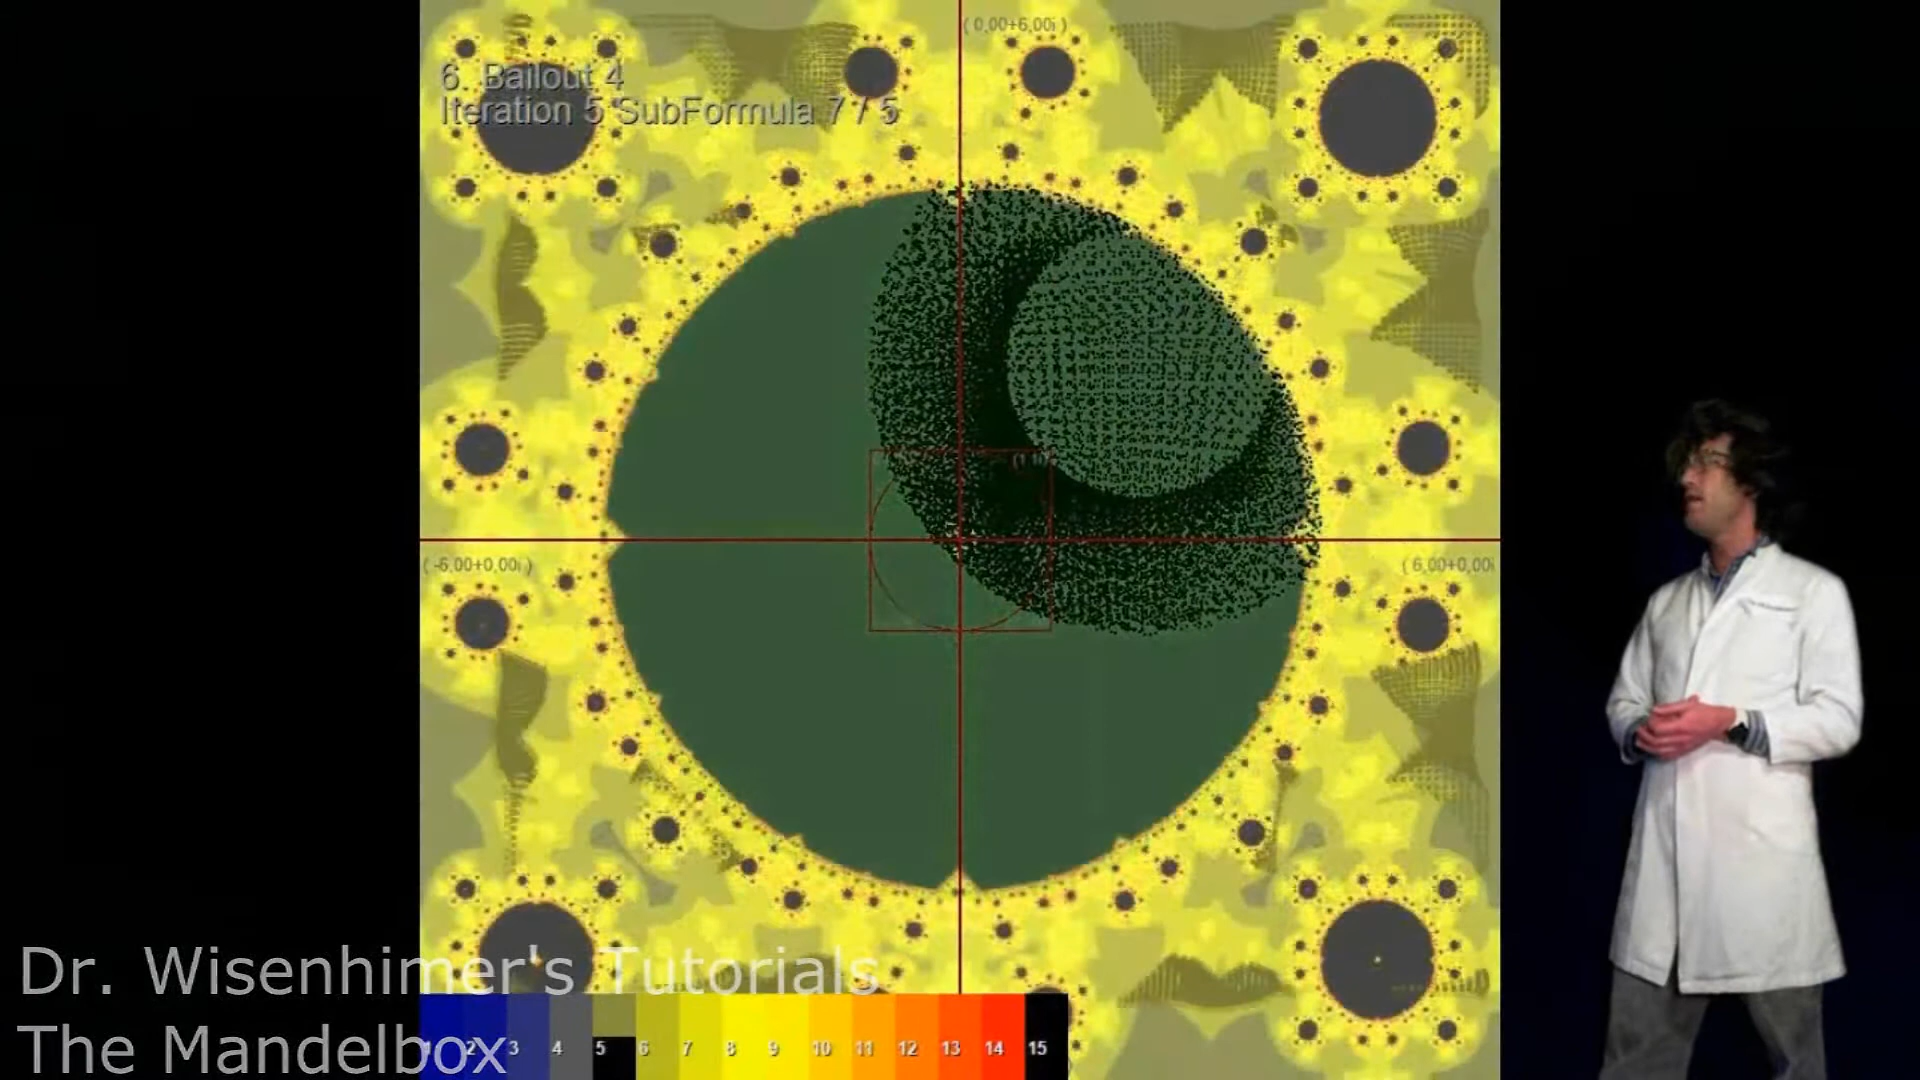 ( 0,00+6,00i )
6. Bailout 4
Iteration 5 SubFormula 7 / 5
( -6,00+0,00i )
( 6,00+0,00i
Dr. Wisenhimer's Tutorials
The Mandelbox
1 2 3 4 5 6 7 8 9 10 11 12 13 14 15